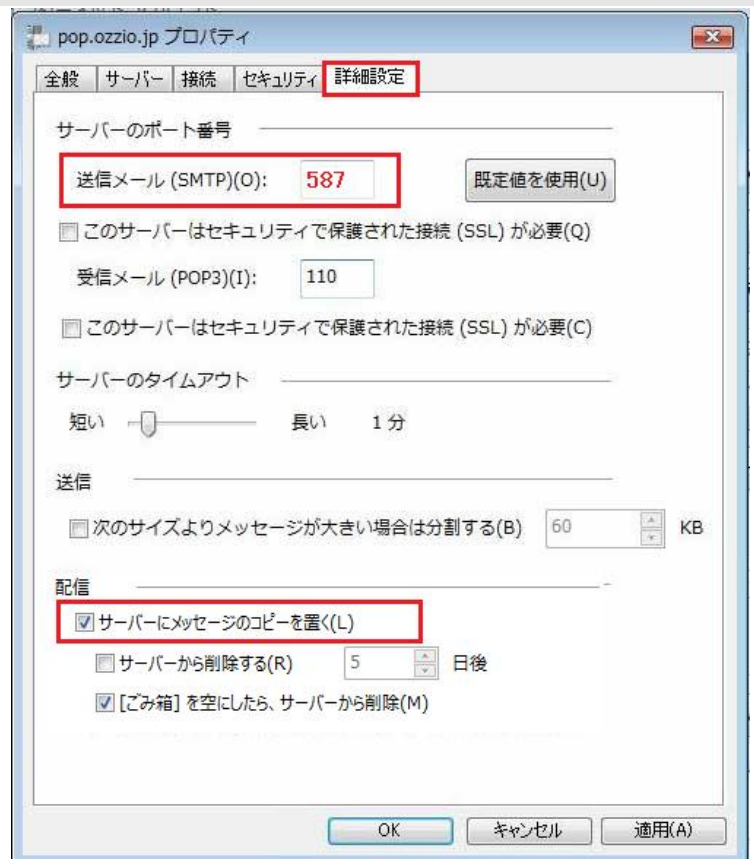 pop.ozzio.jp プロパティ
全般 サーバー 接続 セキュリティ 詳細設定
サーバーのポート番号
送信メール (SMTP)(O): 587 既定値を使用(U)
このサーバーはセキュリティで保護された接続 (SSL) が必要(Q)
受信メール (POP3)(I): 110
このサーバーはセキュリティで保護された接続 (SSL) が必要(C)
サーバーのタイムアウト
短い 長い 1 分
送信
次のサイズよりメッセージが大きい場合は分割する(B) 60 KB
配信
サーバーにメッセージのコピーを置く(L)
サーバーから削除する(R) 5 日後
[ごみ箱] を空にしたら、サーバーから削除(M)
OK キャンセル 適用(A)